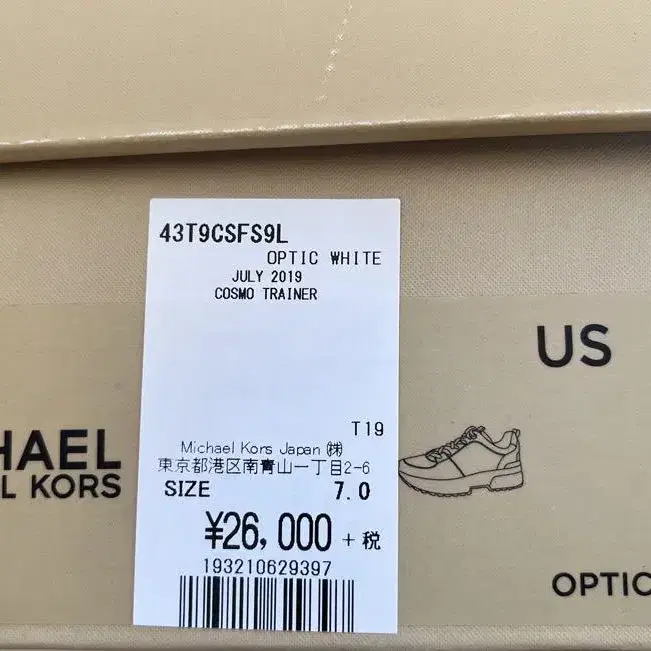 43T9CSFS9L
OPTIC WHITE
JULY 2019
COSMO TRAINER
T19
Michael Kors Japan ㈱
東京都港区南青山一丁目2-6
SIZE 7.0
¥26,000 +税
193210629397
HAEL
L KORS
US
OPTIC